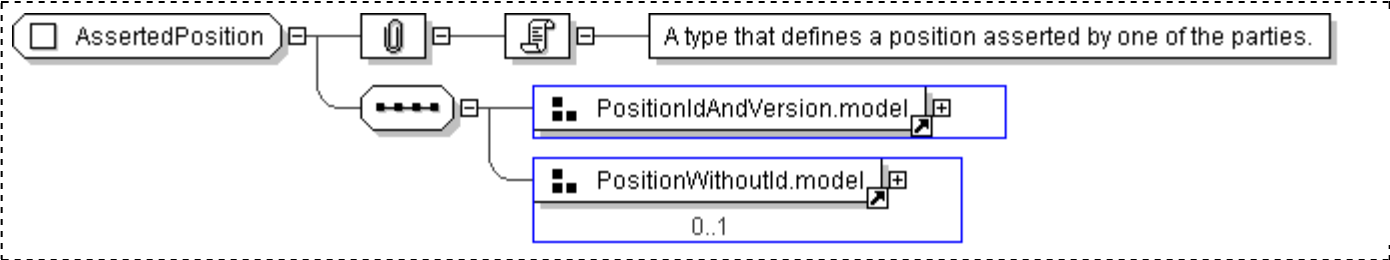 AssertedPosition
A type that defines a position asserted by one of the parties.
PositionIdAndVersion.model
PositionWithoutId.model
0..1